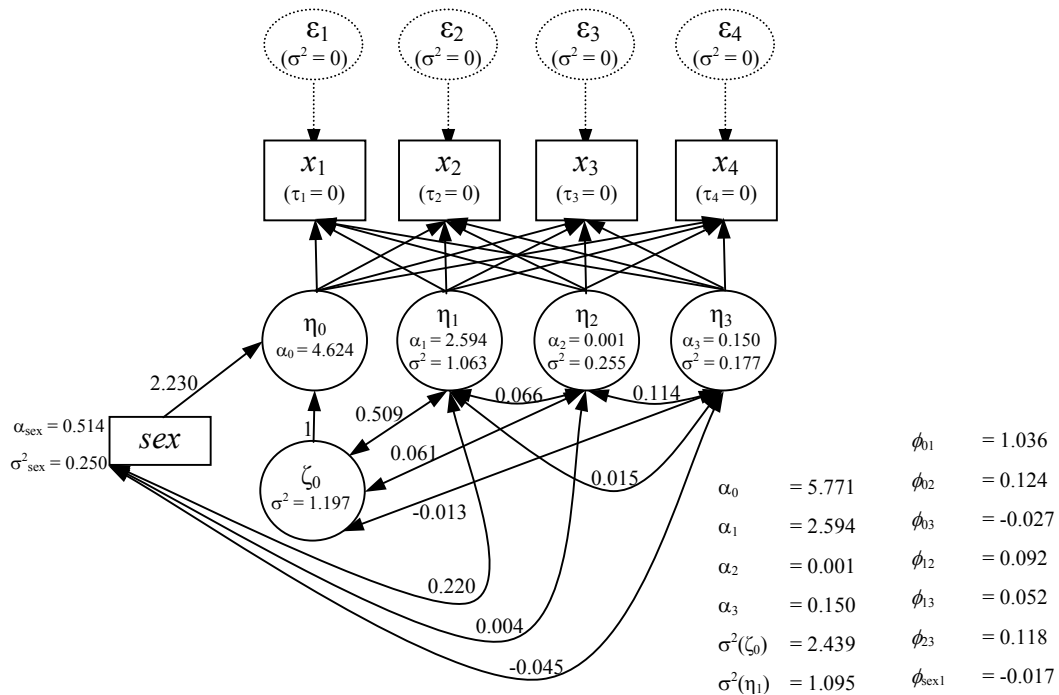 ε1 ε2 ε3 ε4
(σ² = 0) (σ² = 0) (σ² = 0) (σ² = 0)
x1 x2 x3 x4
(τ1 = 0) (τ2 = 0) (τ3 = 0) (τ4 = 0)
η0 η1 η2 η3
α0 = 4.624 α1 = 2.594 α2 = 0.001 α3 = 0.150
σ² = 1.063 σ² = 0.255 σ² = 0.177
2.230
0.066 0.114
0.509
αsex = 0.514
sex
1
σ²sex = 0.250
0.061
ζ0
σ² = 1.197
0.015
-0.013
0.220
0.004
-0.045
α0 = 5.771
α1 = 2.594
α2 = 0.001
α3 = 0.150
σ²(ζ0) = 2.439
σ²(η1) = 1.095
ϕ01 = 1.036
ϕ02 = 0.124
ϕ03 = -0.027
ϕ12 = 0.092
ϕ13 = 0.052
ϕ23 = 0.118
ϕsex1 = -0.017